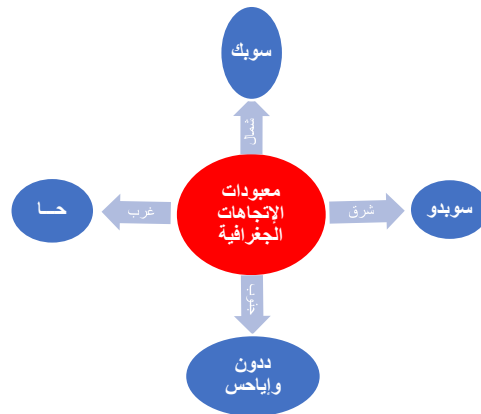 سوبك
شمال
معبودات
الإتجاهات
الجغرافية
شرق
سوبدو
غرب
حـــا
جنوب
ددون
وإياحس